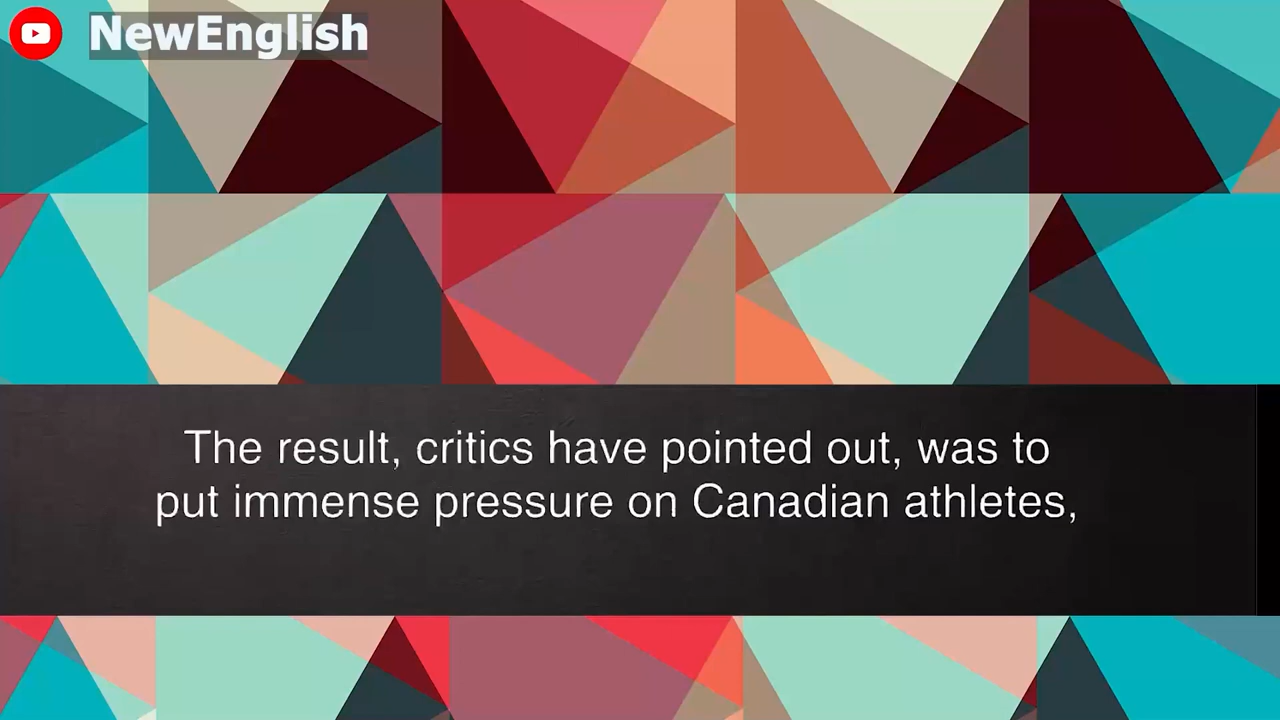 NewEnglish
The result, critics have pointed out, was to
put immense pressure on Canadian athletes,